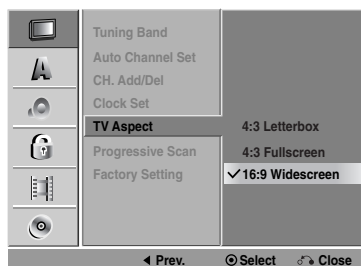 Tuning Band
Auto Channel Set
CH. Add/Del
Clock Set
TV Aspect
4:3 Letterbox
Progressive Scan
4:3 Fullscreen
Factory Setting
✓16:9 Widescreen
◀ Prev.
Select
Close